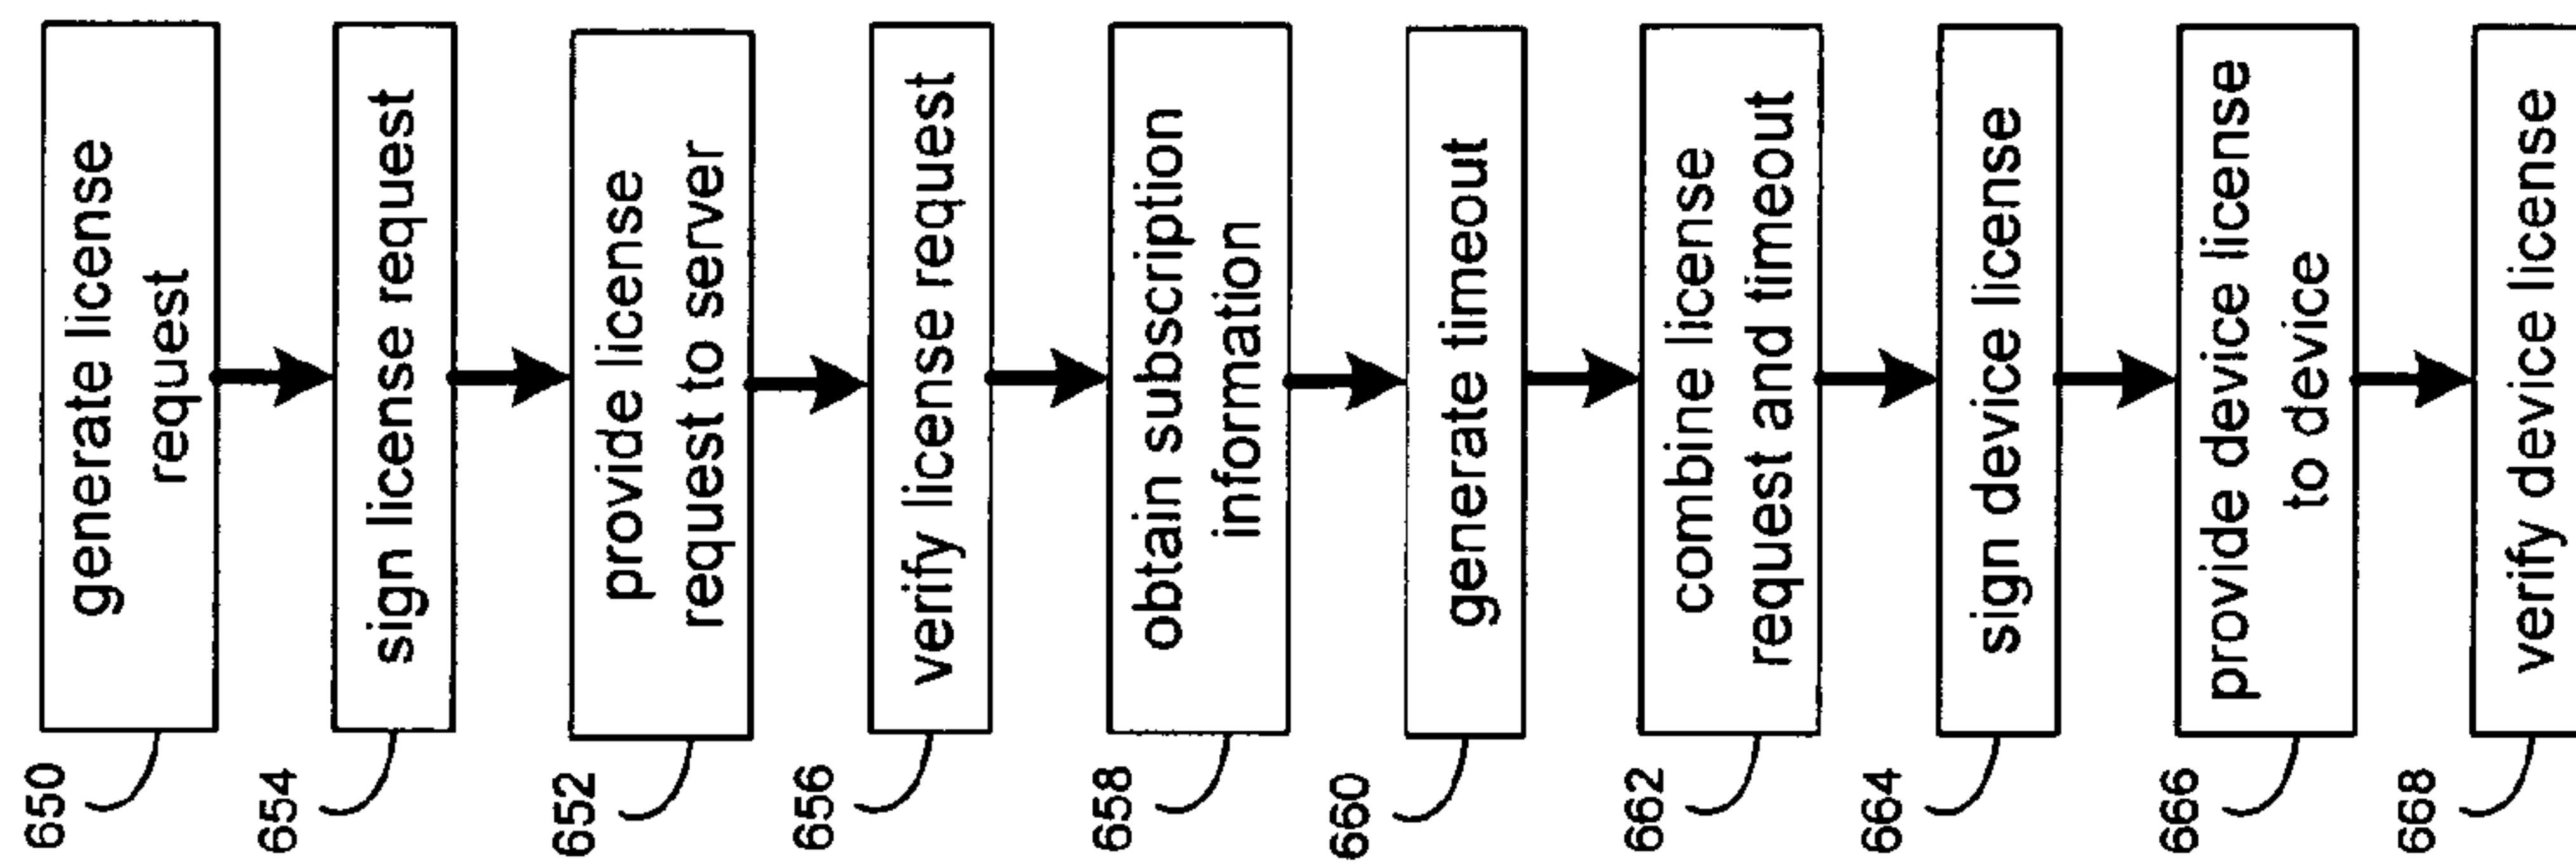 650
generate license
request
654
sign license request
652
provide license
request to server
656
verify license request
658
obtain subscription
information
660
generate timeout
662
combine license
request and timeout
664
sign device license
666
provide device license
to device
668
verify device license